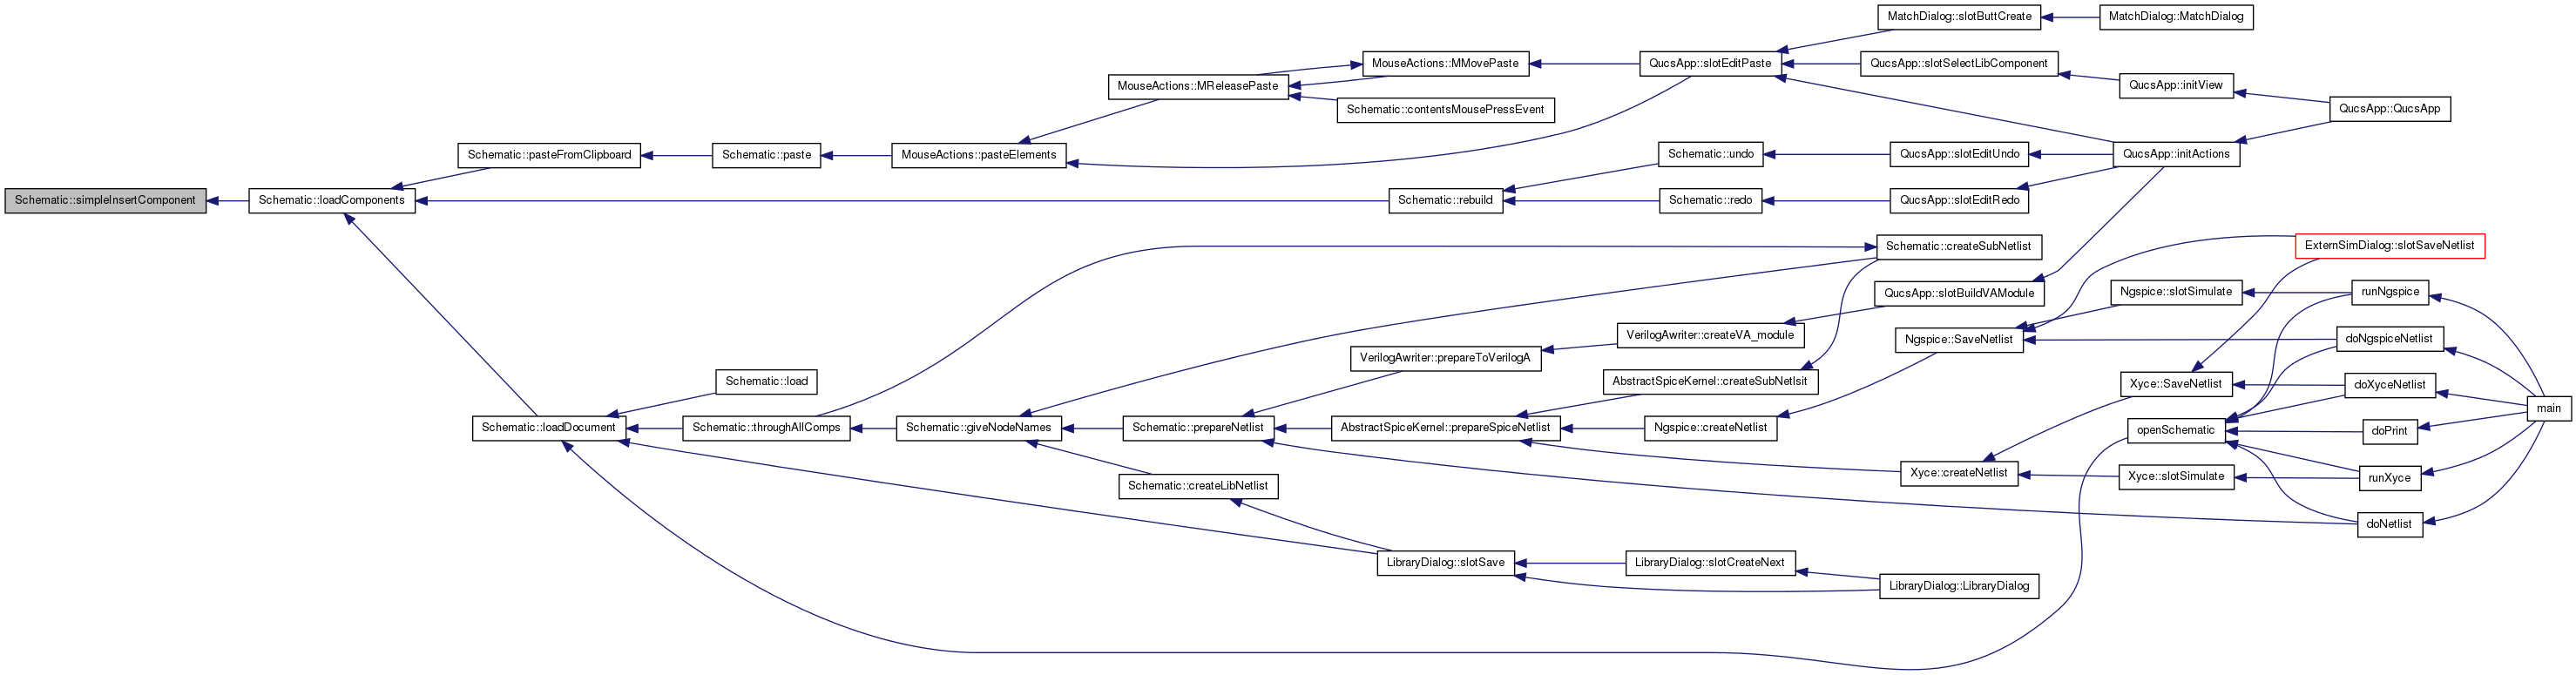 MatchDialog::slotButtCreate
MatchDialog::MatchDialog
MouseActions::MMovePaste
QucsApp::slotEditPaste
QucsApp::slotSelectLibComponent
MouseActions::MReleasePaste
QucsApp::initView
Schematic::contentsMousePressEvent
QucsApp::QucsApp
Schematic::pasteFromClipboard
Schematic::paste
MouseActions::pasteElements
Schematic::undo
QucsApp::slotEditUndo
QucsApp::initActions
Schematic::simpleInsertComponent
Schematic::loadComponents
Schematic::rebuild
Schematic::redo
QucsApp::slotEditRedo
Schematic::createSubNetlist
ExternSimDialog::slotSaveNetlist
QucsApp::slotBuildVAModule
Ngspice::slotSimulate
runNgspice
VerilogAwriter::createVA_module
Ngspice::SaveNetlist
doNgspiceNetlist
VerilogAwriter::prepareToVerilogA
Schematic::load
AbstractSpiceKernel::createSubNetlsit
Xyce::SaveNetlist
doXyceNetlist
main
Schematic::loadDocument
Schematic::throughAllComps
Schematic::giveNodeNames
Schematic::prepareNetlist
AbstractSpiceKernel::prepareSpiceNetlist
Ngspice::createNetlist
openSchematic
doPrint
Xyce::createNetlist
Xyce::slotSimulate
runXyce
Schematic::createLibNetlist
doNetlist
LibraryDialog::slotSave
LibraryDialog::slotCreateNext
LibraryDialog::LibraryDialog